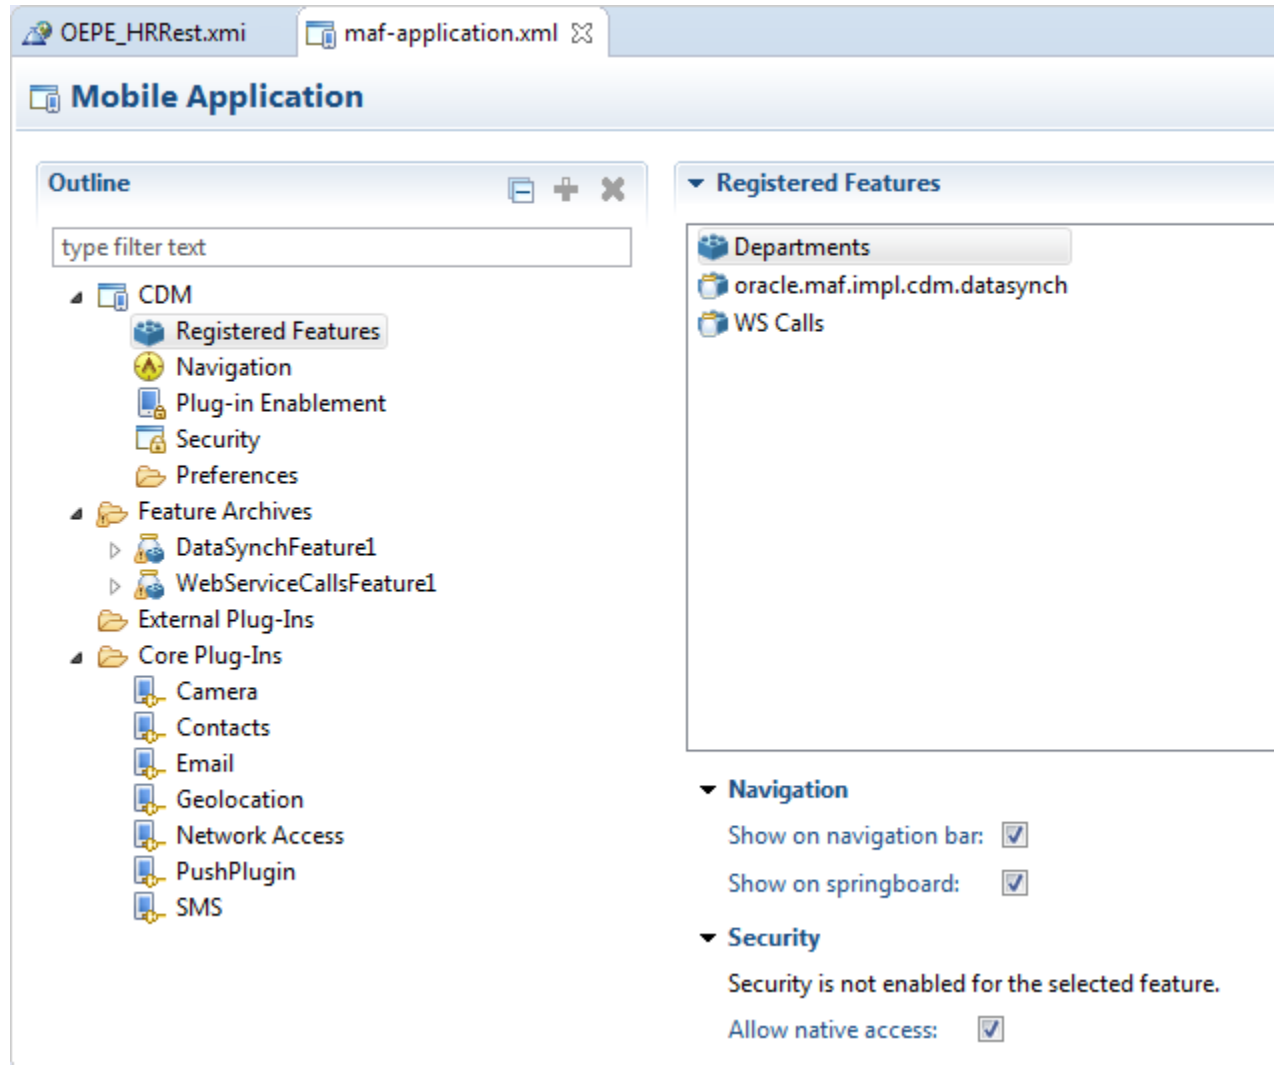 OEPE_HRRest.xmi
maf-application.xml
Mobile Application
Outline
type filter text
CDM
Registered Features
Navigation
Plug-in Enablement
Security
Preferences
Feature Archives
DataSynchFeature1
WebServiceCallsFeature1
External Plug-Ins
Core Plug-Ins
Camera
Contacts
Email
Geolocation
Network Access
PushPlugin
SMS
Registered Features
Departments
oracle.maf.impl.cdm.datasynch
WS Calls
Navigation
Show on navigation bar:
Show on springboard:
Security
Security is not enabled for the selected feature.
Allow native access: